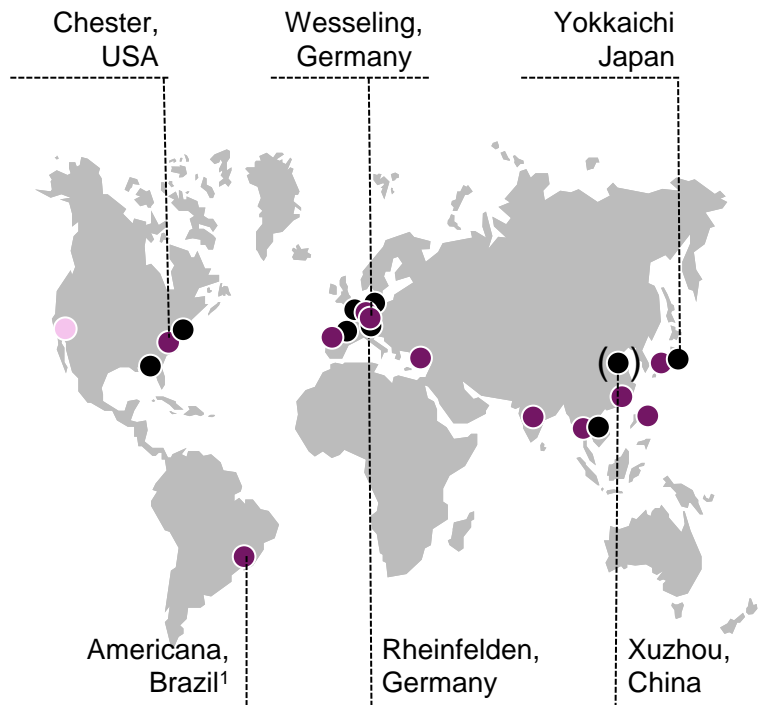 Chester,
USA
Wesseling,
Germany
Yokkaichi
Japan
( )
Americana,
Brazil¹
Rheinfelden,
Germany
Xuzhou,
China